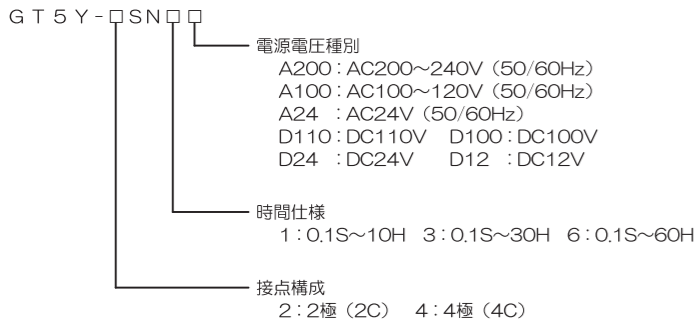 GT5Y-□SN□□
電源電圧種別
A200：AC200～240V（50/60Hz）
A100：AC100～120V（50/60Hz）
A24：AC24V（50/60Hz）
D110：DC110V D100：DC100V
D24：DC24V D12：DC12V
時間仕様
1：0.1S～10H 3：0.1S～30H 6：0.1S～60H
接点構成
2：2極（2C） 4：4極（4C）